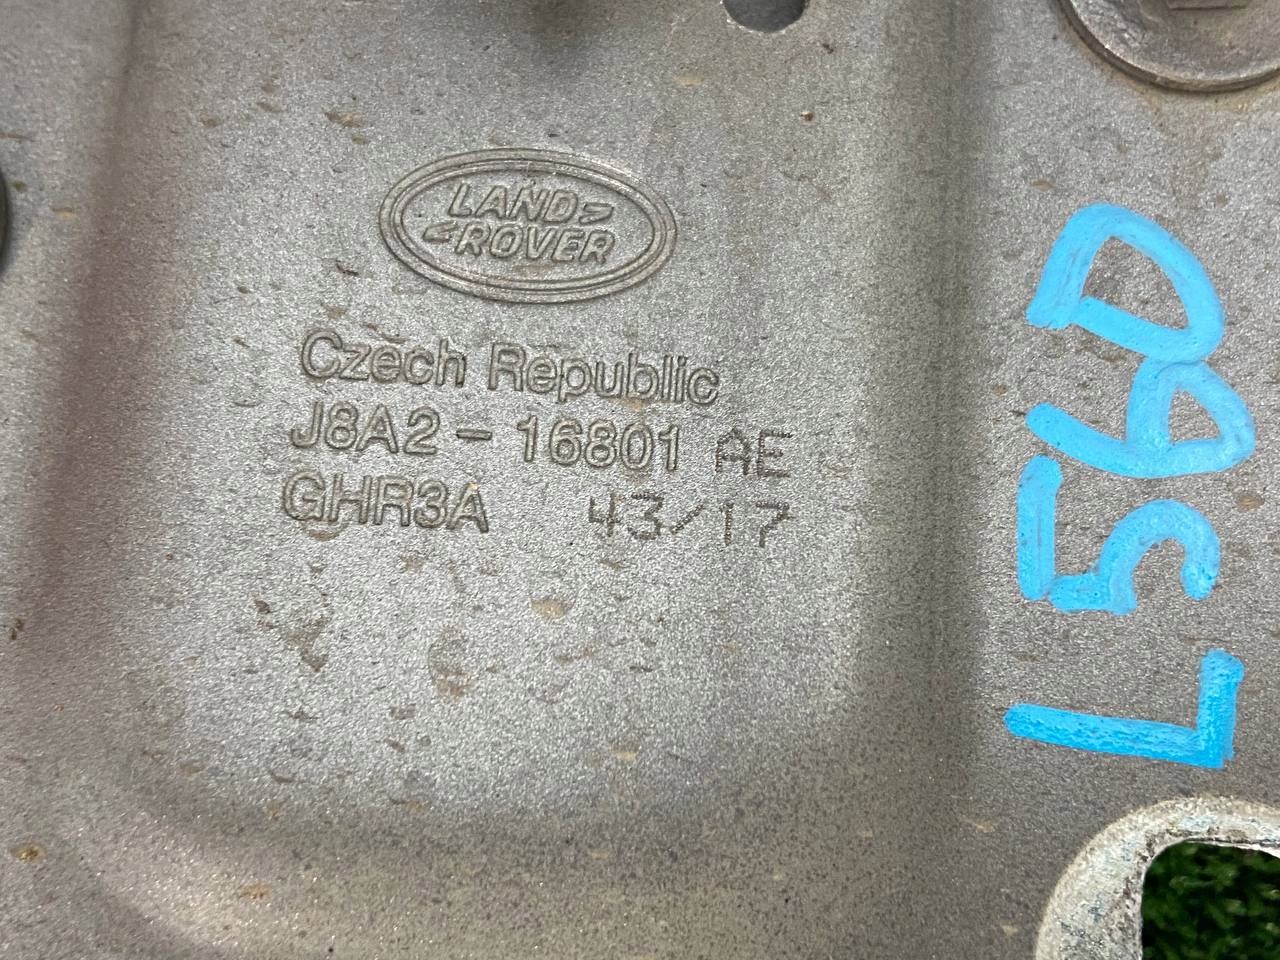 LAND
ROVER
Czech Republic
J8A2-16801 AE
GHR3A 43/17
L560